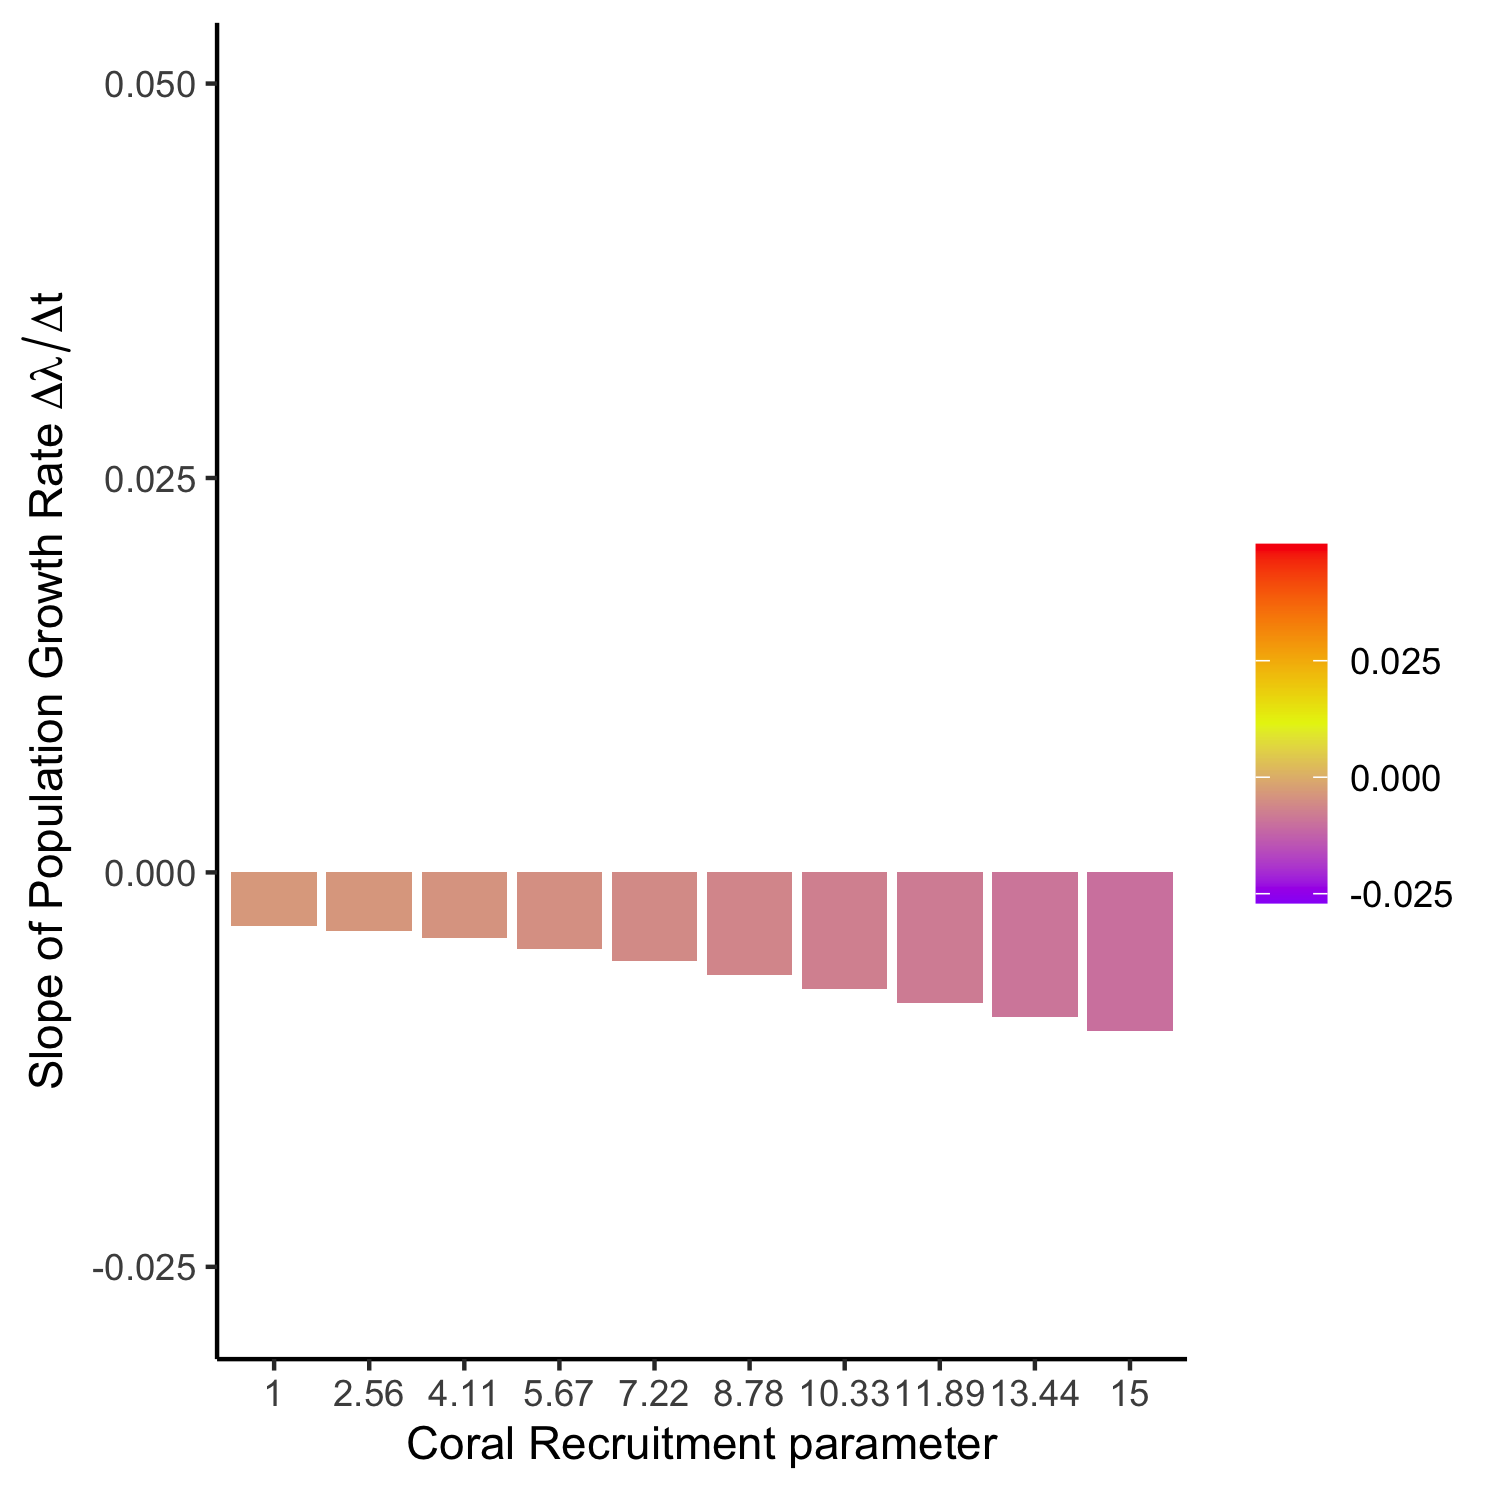 Slope of Population Growth Rate Δλ/Δt
0.050
0.025
0.000
-0.025
1 2.56 4.11 5.67 7.22 8.78 10.33 11.89 13.44 15
Coral Recruitment parameter
0.025
0.000
-0.025